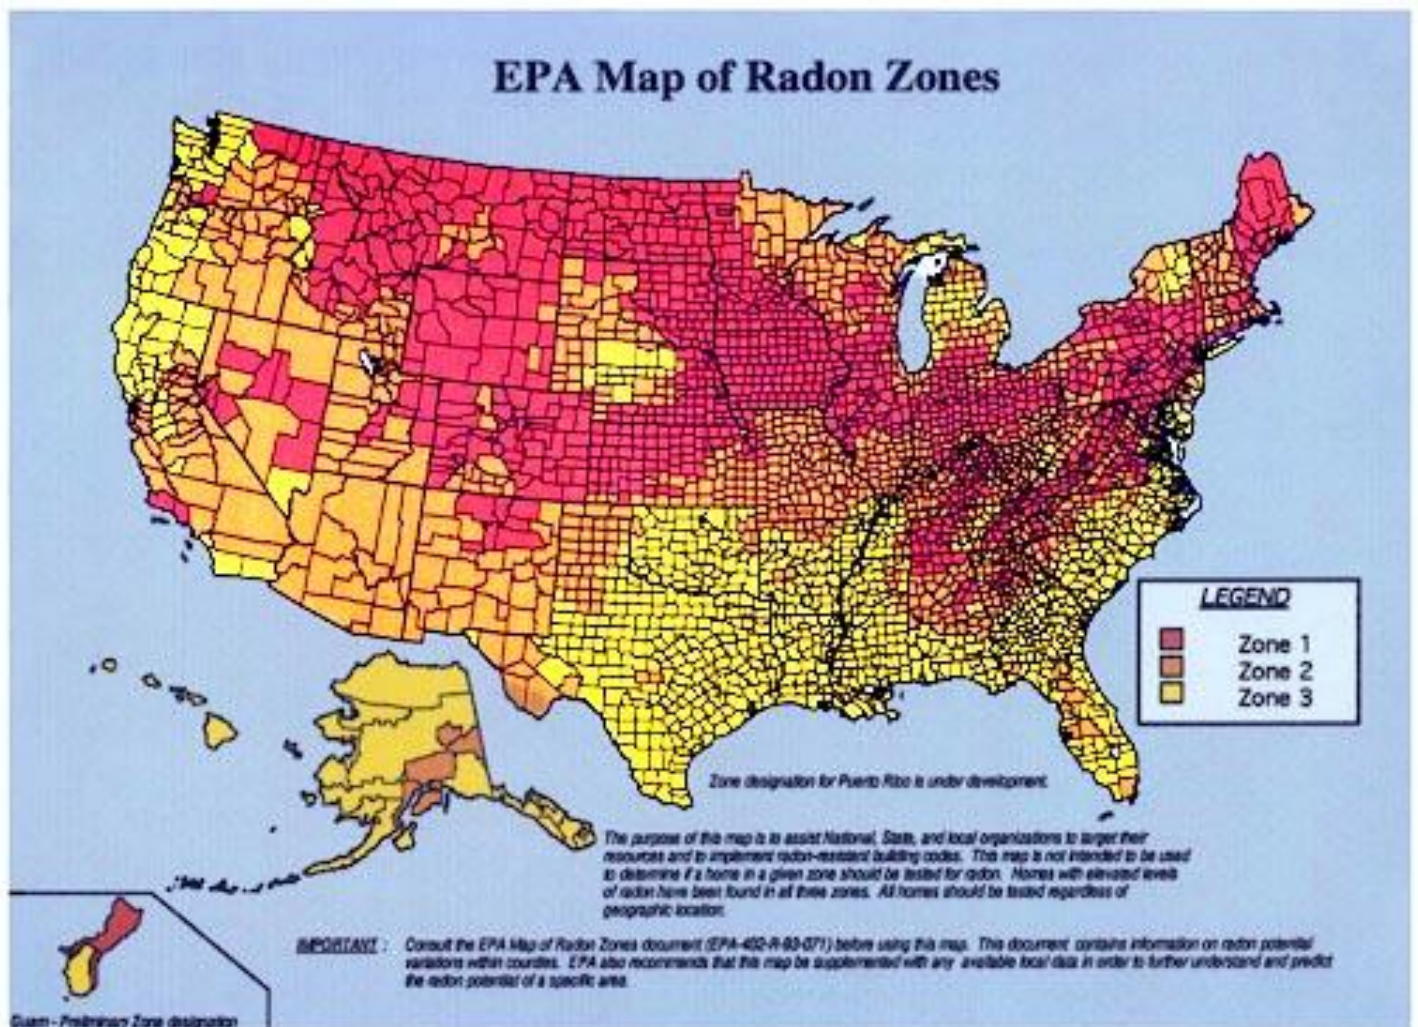 EPA Map of Radon Zones
LEGEND
Zone 1
Zone 2
Zone 3
Zone designation for Puerto Rico is under development.
The purpose of this map is to assist National, State, and local organizations to target their
resources and to implement radon-resistant building codes. This map is not intended to be used
to determine if a home in a given zone should be tested for radon. Homes with elevated levels
of radon have been found in all three zones. All homes should be tested regardless of
geographic location.
IMPORTANT : Consult the EPA Map of Radon Zones document (EPA-402-R-93-071) before using this map. This document contains information on radon potential
variations within counties. EPA also recommends that this map be supplemented with any available local data in order to further understand and predict
the radon potential of a specific area.
Guam - Preliminary Zone designation